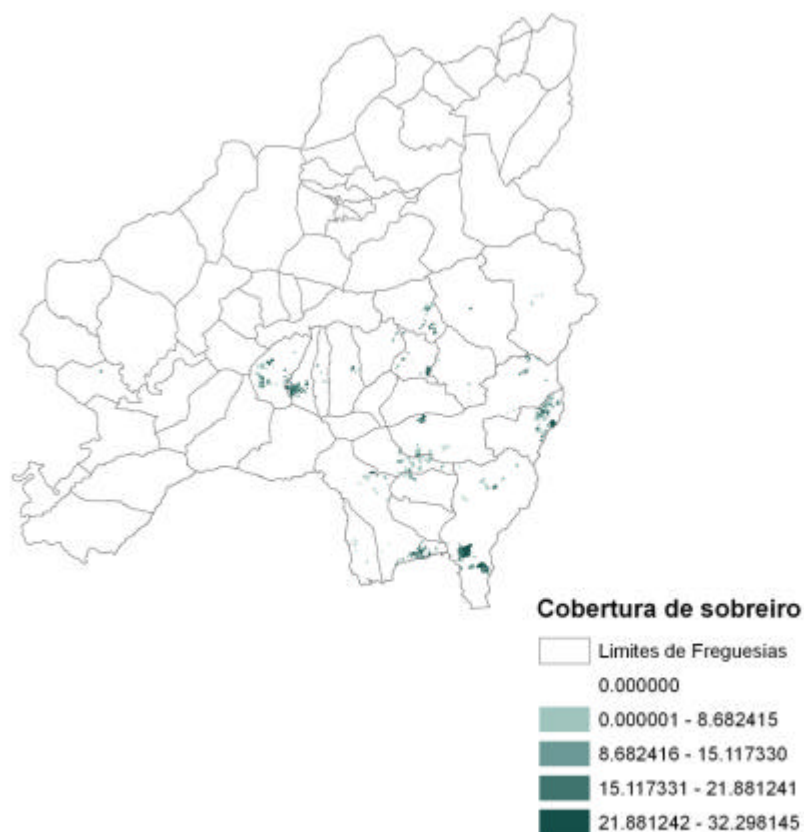 Cobertura de sobreiro
Limites de Freguesias
0.000000
0.000001 - 8.682415
8.682416 - 15.117330
15.117331 - 21.881241
21.881242 - 32.298145